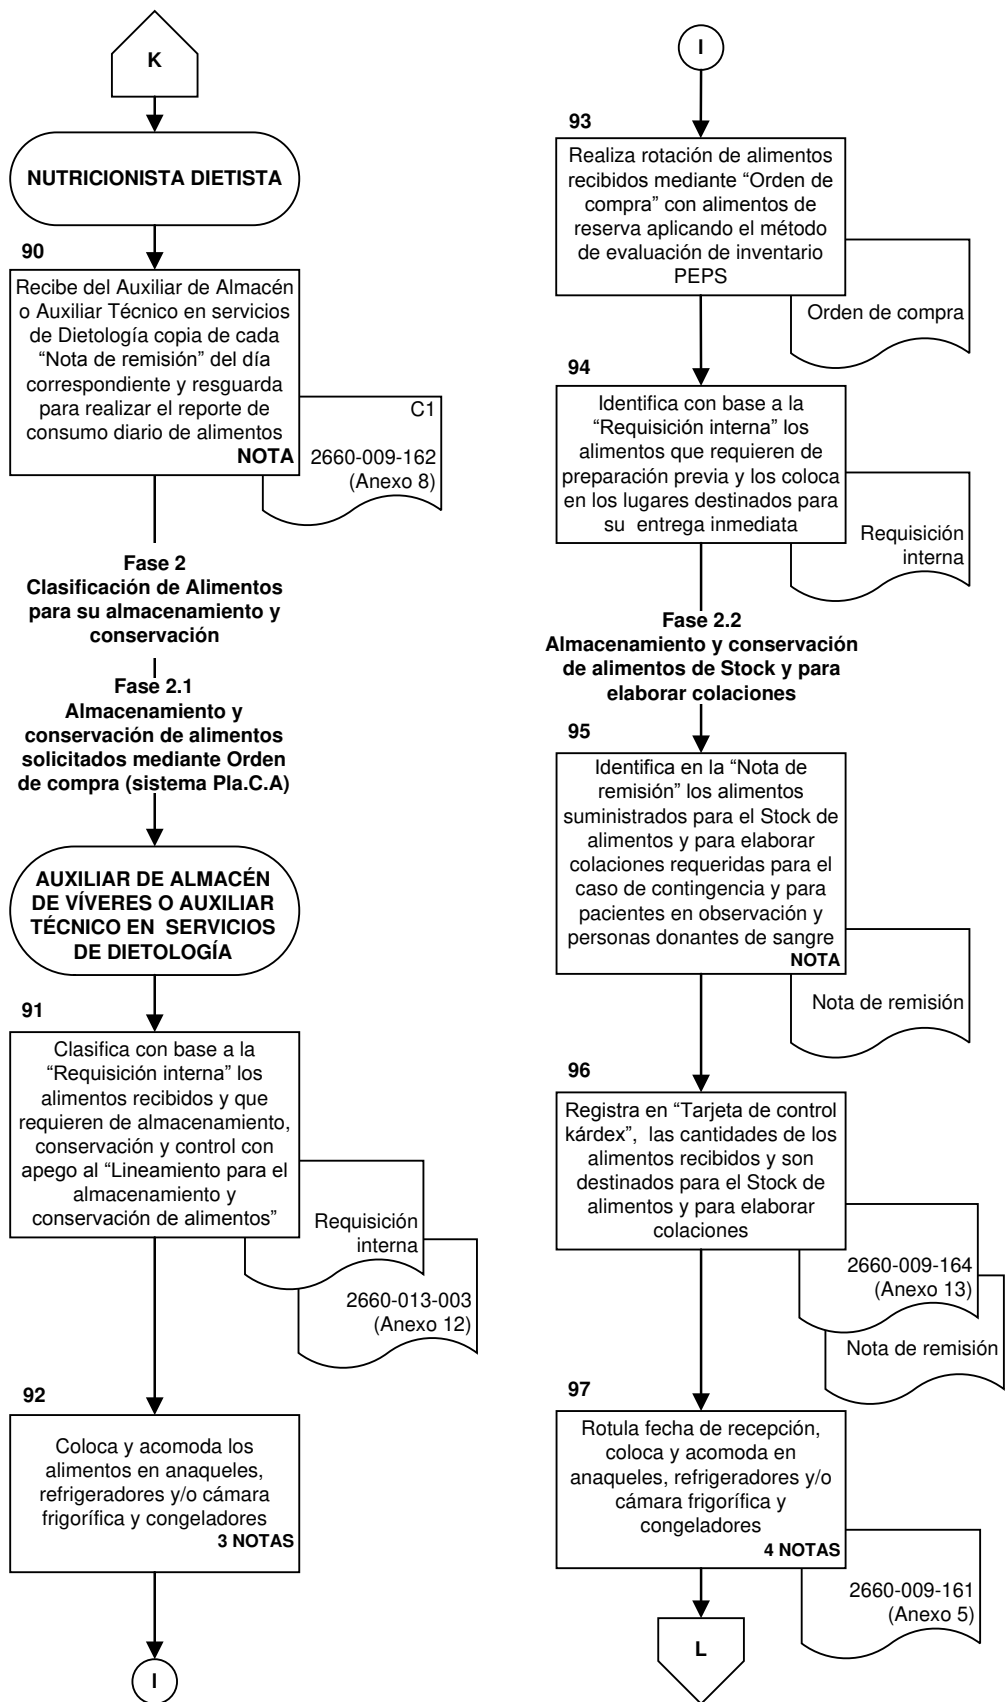 K
NUTRICIONISTA DIETISTA
90
Recibe del Auxiliar de Almacén
o Auxiliar Técnico en servicios
de Dietología copia de cada
“Nota de remisión” del día
correspondiente y resguarda
para realizar el reporte de
consumo diario de alimentos
NOTA
C1
2660-009-162
(Anexo 8)
Fase 2
Clasificación de Alimentos
para su almacenamiento y
conservación
Fase 2.1
Almacenamiento y
conservación de alimentos
solicitados mediante Orden
de compra (sistema Pla.C.A)
AUXILIAR DE ALMACÉN
DE VÍVERES O AUXILIAR
TÉCNICO EN SERVICIOS
DE DIETOLOGÍA
91
Clasifica con base a la
“Requisición interna” los
alimentos recibidos y que
requieren de almacenamiento,
conservación y control con
apego al “Lineamiento para el
almacenamiento y
conservación de alimentos”
Requisición
interna
2660-013-003
(Anexo 12)
92
Coloca y acomoda los
alimentos en anaqueles,
refrigeradores y/o cámara
frigorífica y congeladores
3 NOTAS
I
I
93
Realiza rotación de alimentos
recibidos mediante “Orden de
compra” con alimentos de
reserva aplicando el método
de evaluación de inventario
PEPS
Orden de compra
94
Identifica con base a la
“Requisición interna” los
alimentos que requieren de
preparación previa y los coloca
en los lugares destinados para
su entrega inmediata
Requisición
interna
Fase 2.2
Almacenamiento y conservación
de alimentos de Stock y para
elaborar colaciones
95
Identifica en la “Nota de
remisión” los alimentos
suministrados para el Stock de
alimentos y para elaborar
colaciones requeridas para el
caso de contingencia y para
pacientes en observación y
personas donantes de sangre
NOTA
Nota de remisión
96
Registra en “Tarjeta de control
kárdex”, las cantidades de los
alimentos recibidos y son
destinados para el Stock de
alimentos y para elaborar
colaciones
2660-009-164
(Anexo 13)
Nota de remisión
97
Rotula fecha de recepción,
coloca y acomoda en
anaqueles, refrigeradores y/o
cámara frigorífica y
congeladores
4 NOTAS
2660-009-161
(Anexo 5)
L